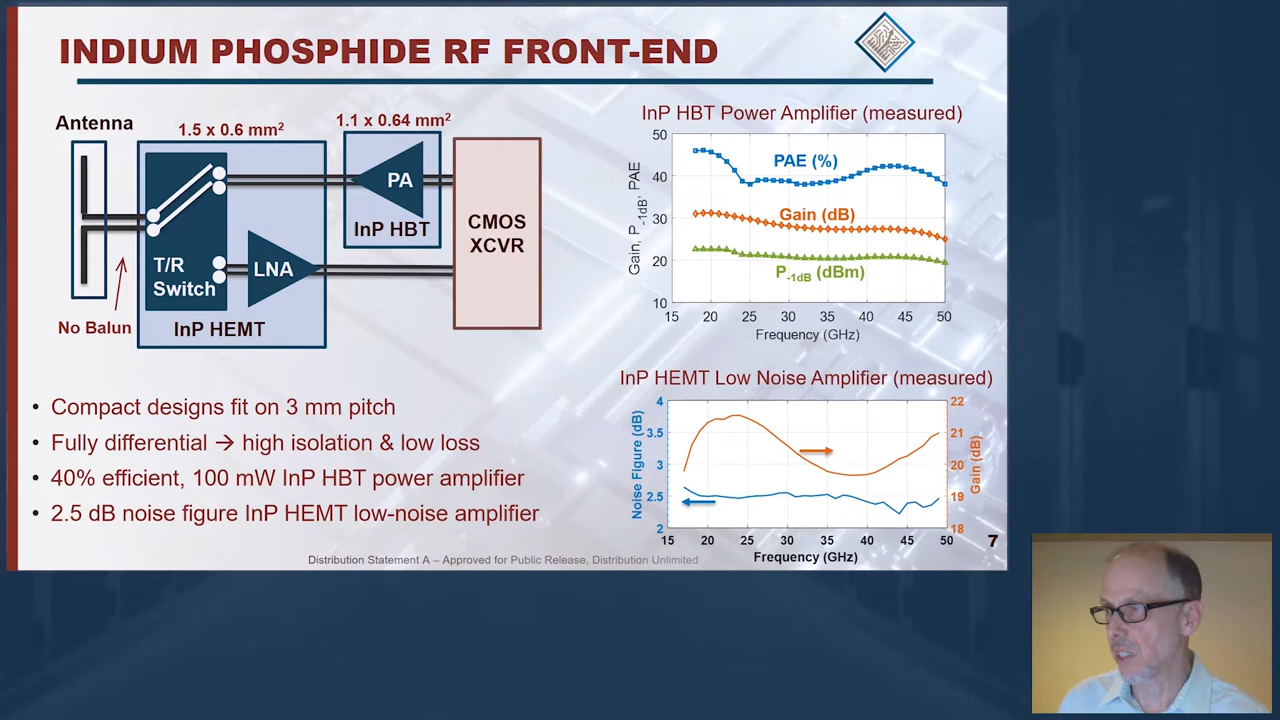 INDIUM PHOSPHIDE RF FRONT-END
Antenna
1.5 x 0.6 mm²
1.1 x 0.64 mm²
PA
InP HBT
CMOS
XCVR
T/R
Switch
LNA
No Balun
InP HEMT
InP HBT Power Amplifier (measured)
50
40
30
20
10
Gain, P-1dB, PAE
PAE (%)
Gain (dB)
P-1dB (dBm)
15 20 25 30 35 40 45 50
Frequency (GHz)
InP HEMT Low Noise Amplifier (measured)
4
3.5
3
2.5
2
Noise Figure (dB)
22
21
20
19
18
Gain (dB)
15 20 25 30 35 40 45 50
Frequency (GHz)
• Compact designs fit on 3 mm pitch
• Fully differential → high isolation & low loss
• 40% efficient, 100 mW InP HBT power amplifier
• 2.5 dB noise figure InP HEMT low-noise amplifier
Distribution Statement A – Approved for Public Release, Distribution Unlimited
7